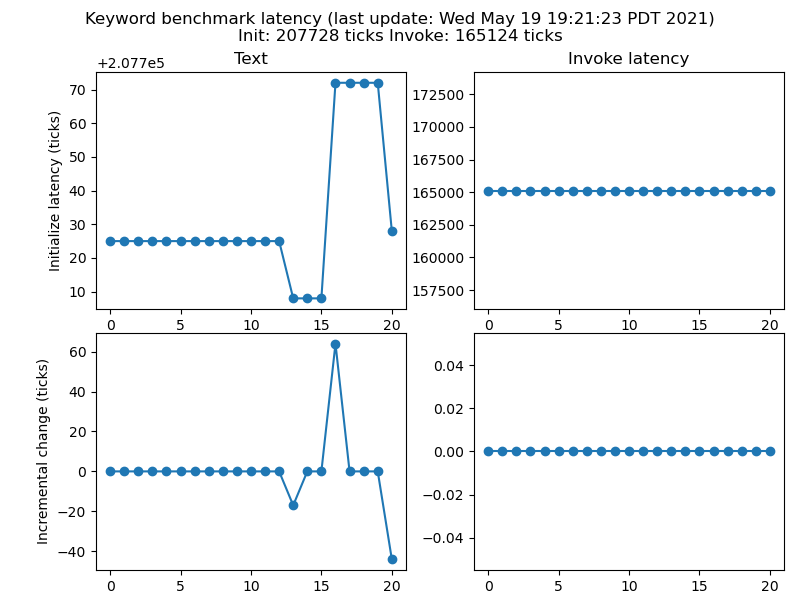 Keyword benchmark latency (last update: Wed May 19 19:21:23 PDT 2021)
Init: 207728 ticks Invoke: 165124 ticks
Text
+2.077e5
Initialize latency (ticks)
70
60
50
40
30
20
10
0 5 10 15 20
Invoke latency
172500
170000
167500
165000
162500
160000
157500
0 5 10 15 20
Incremental change (ticks)
60
40
20
0
−20
−40
0 5 10 15 20
0.04
0.02
0.00
−0.02
−0.04
0 5 10 15 20